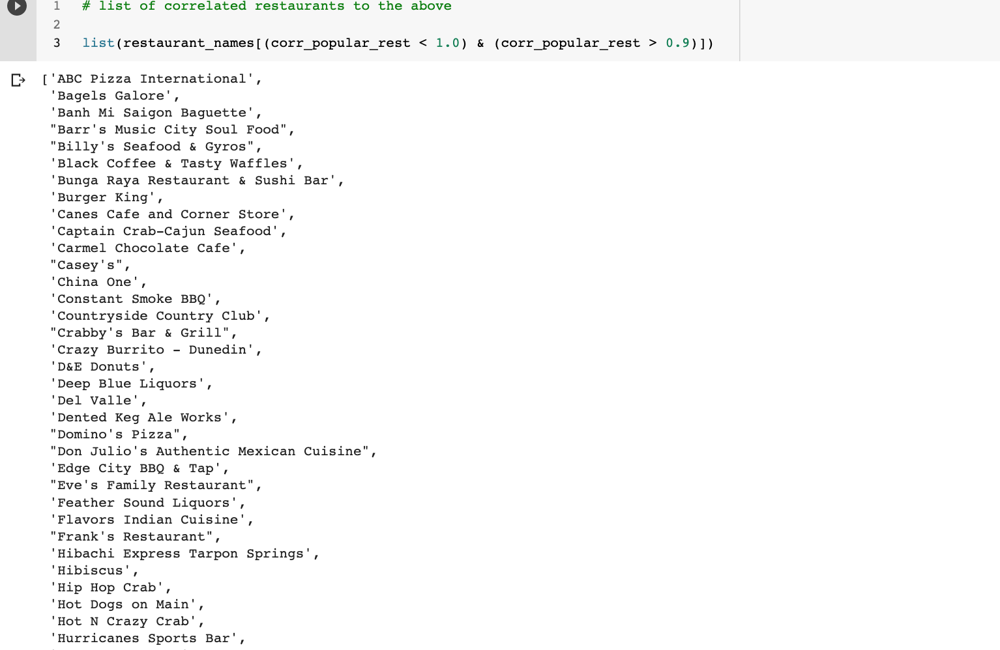 1 # list of correlated restaurants to the above
2
3 list(restaurant_names[(corr_popular_rest < 1.0) & (corr_popular_rest > 0.9)])
['ABC Pizza International',
'Bagels Galore',
'Banh Mi Saigon Baguette',
"Barr's Music City Soul Food",
"Billy's Seafood & Gyros",
'Black Coffee & Tasty Waffles',
'Bunga Raya Restaurant & Sushi Bar',
'Burger King',
'Canes Cafe and Corner Store',
'Captain Crab-Cajun Seafood',
'Carmel Chocolate Cafe',
"Casey's",
'China One',
'Constant Smoke BBQ',
'Countryside Country Club',
"Crabby's Bar & Grill",
'Crazy Burrito - Dunedin',
'D&E Donuts',
'Deep Blue Liquors',
'Del Valle',
'Dented Keg Ale Works',
"Domino's Pizza",
"Don Julio's Authentic Mexican Cuisine",
'Edge City BBQ & Tap',
"Eve's Family Restaurant",
'Feather Sound Liquors',
'Flavors Indian Cuisine',
"Frank's Restaurant",
'Hibachi Express Tarpon Springs',
'Hibiscus',
'Hip Hop Crab',
'Hot Dogs on Main',
'Hot N Crazy Crab',
'Hurricanes Sports Bar',